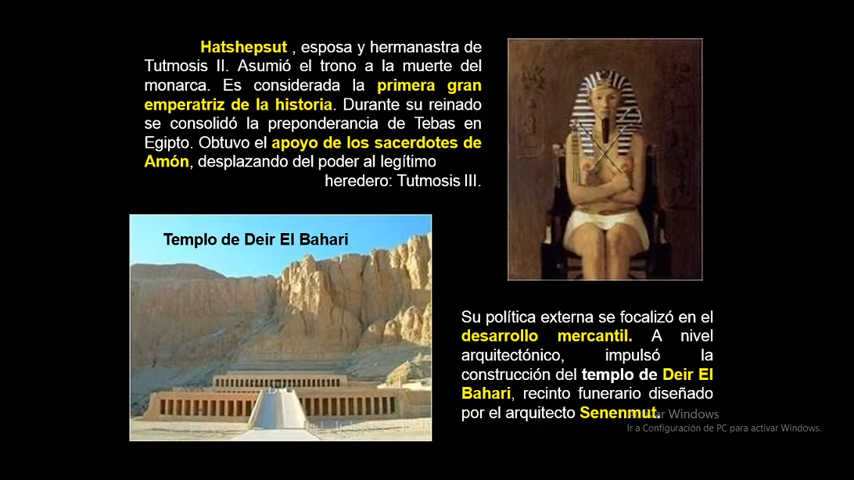 Hatshepsut , esposa y hermanastra de
Tutmosis II. Asumió el trono a la muerte del
monarca. Es considerada la primera gran
emperatriz de la historia. Durante su reinado
se consolidó la preponderancia de Tebas en
Egipto. Obtuvo el apoyo de los sacerdotes de
Amón, desplazando del poder al legítimo
heredero: Tutmosis III.
Templo de Deir El Bahari
Su política externa se focalizó en el
desarrollo mercantil. A nivel
arquitectónico, impulsó la
construcción del templo de Deir El
Bahari, recinto funerario diseñado
por el arquitecto Senenmut.
Windows
Ir a Configuración de PC para activar Windows.